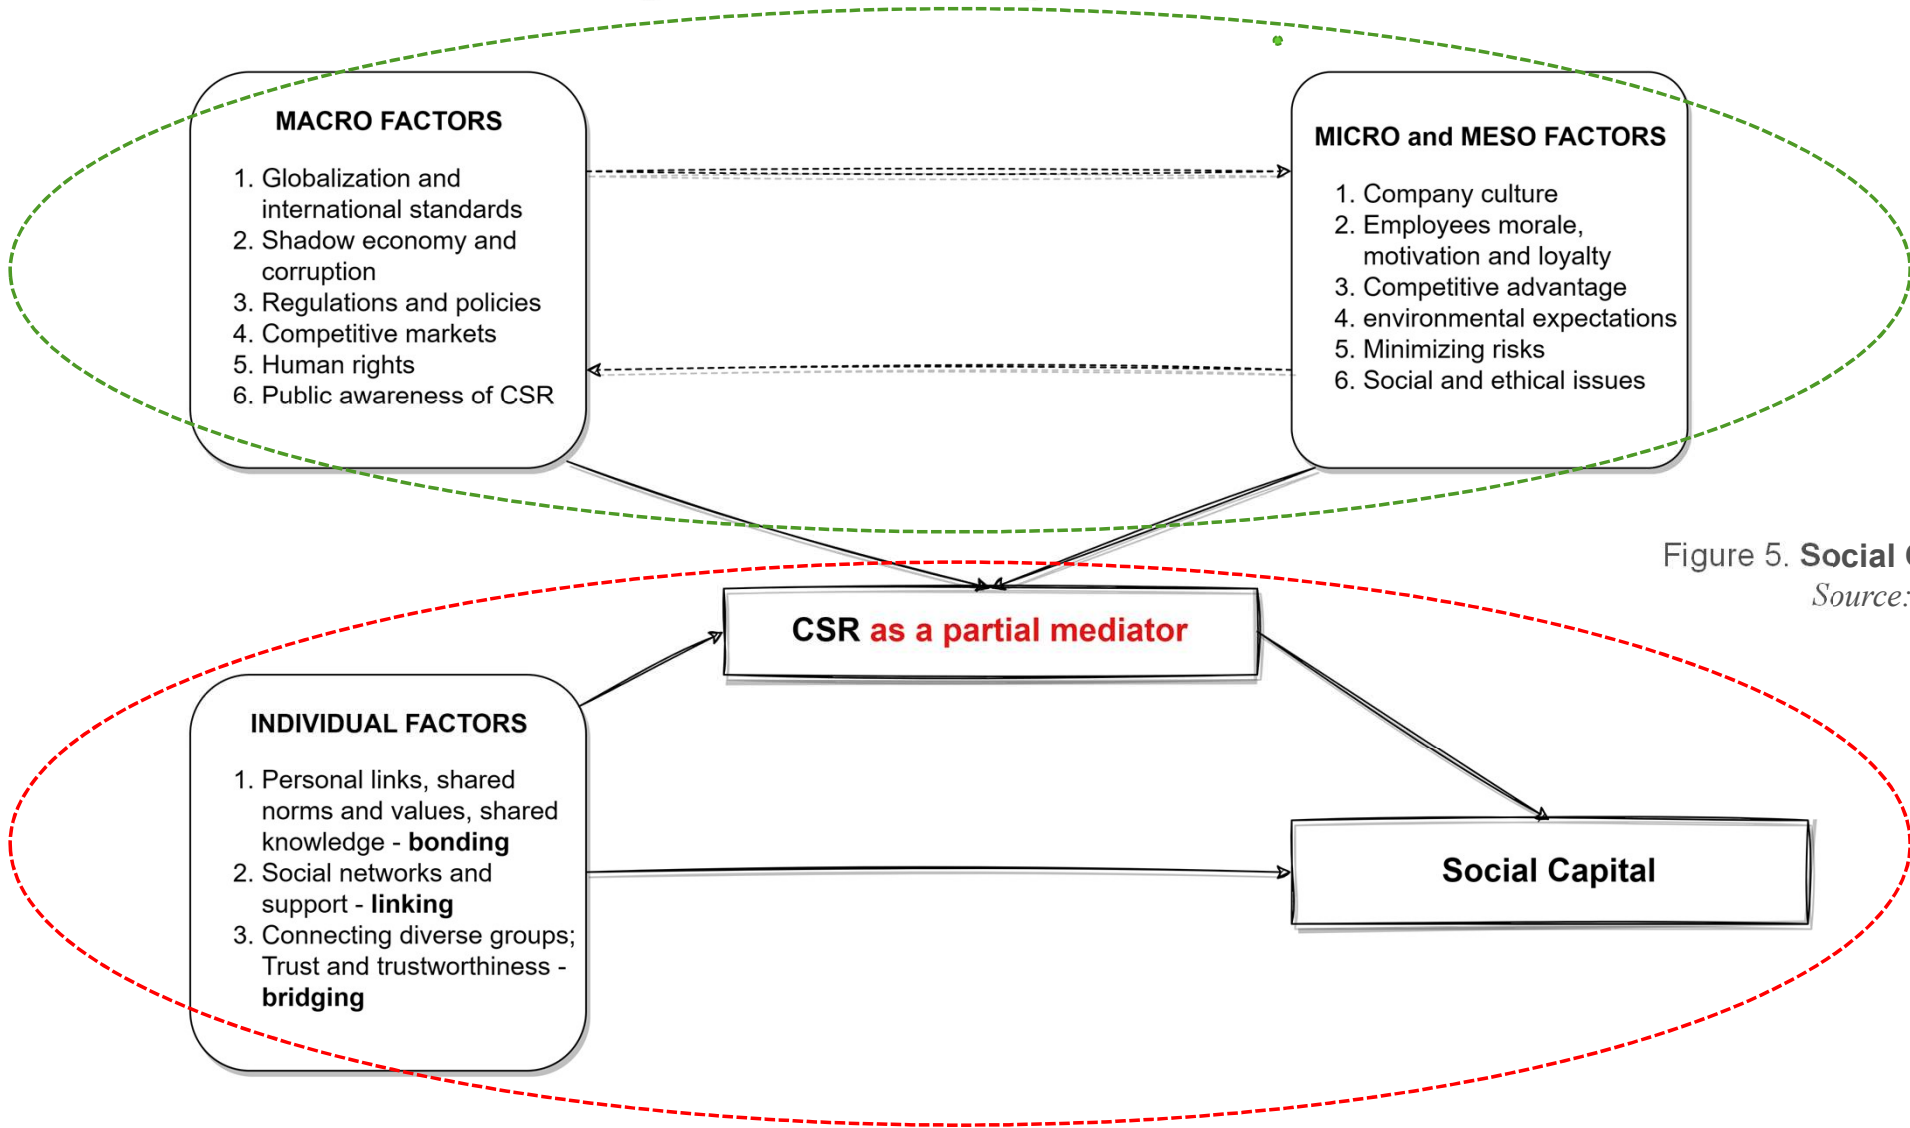 MACRO FACTORS
1. Globalization and
international standards
2. Shadow economy and
corruption
3. Regulations and policies
4. Competitive markets
5. Human rights
6. Public awareness of CSR
MICRO and MESO FACTORS
1. Company culture
2. Employees morale,
motivation and loyalty
3. Competitive advantage
4. environmental expectations
5. Minimizing risks
6. Social and ethical issues
Figure 5. Social
Source:
CSR as a partial mediator
INDIVIDUAL FACTORS
1. Personal links, shared
norms and values, shared
knowledge - bonding
2. Social networks and
support - linking
3. Connecting diverse groups;
Trust and trustworthiness -
bridging
Social Capital